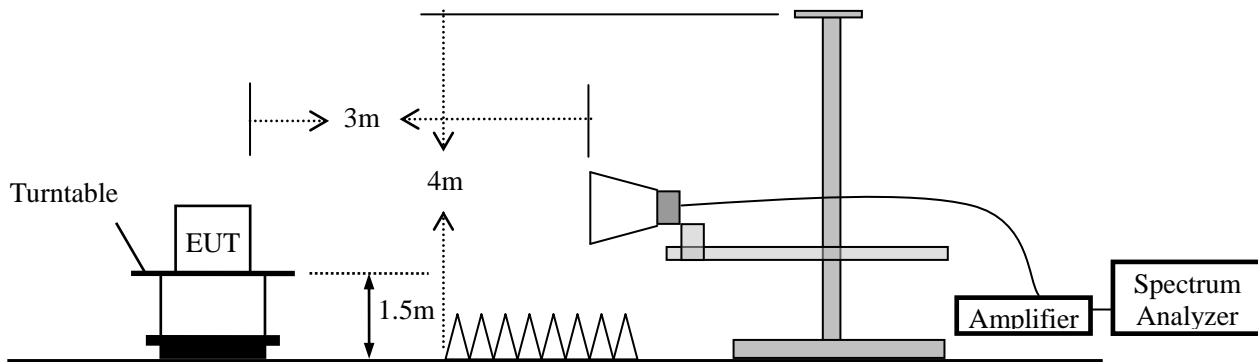 3m
4m
Turntable
EUT
1.5m
Amplifier
Spectrum
Analyzer